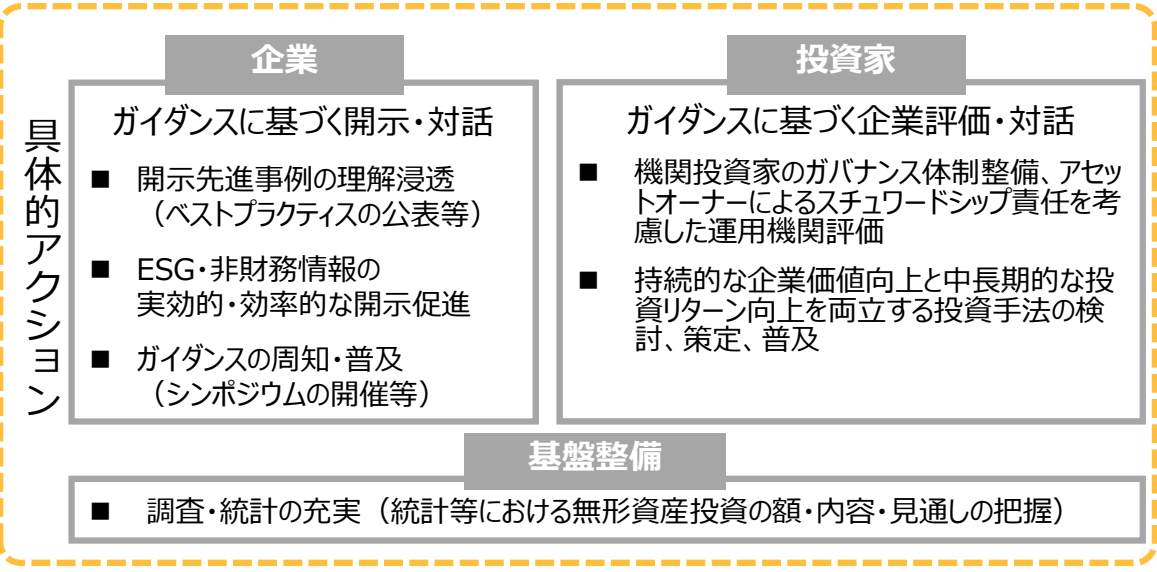 具体的アクション
企業
ガイダンスに基づく開示・対話
■ 開示先進事例の理解浸透
（ベストプラクティスの公表等）
■ ESG・非財務情報の
実効的・効率的な開示促進
■ ガイダンスの周知・普及
（シンポジウムの開催等）
投資家
ガイダンスに基づく企業評価・対話
■ 機関投資家のガバナンス体制整備、アセッ
トオーナーによるスチュワードシップ責任を考
慮した運用機関評価
■ 持続的な企業価値向上と中長期的な投
資リターン向上を両立する投資手法の検
討、策定、普及
基盤整備
■ 調査・統計の充実（統計等における無形資産投資の額・内容・見通しの把握）